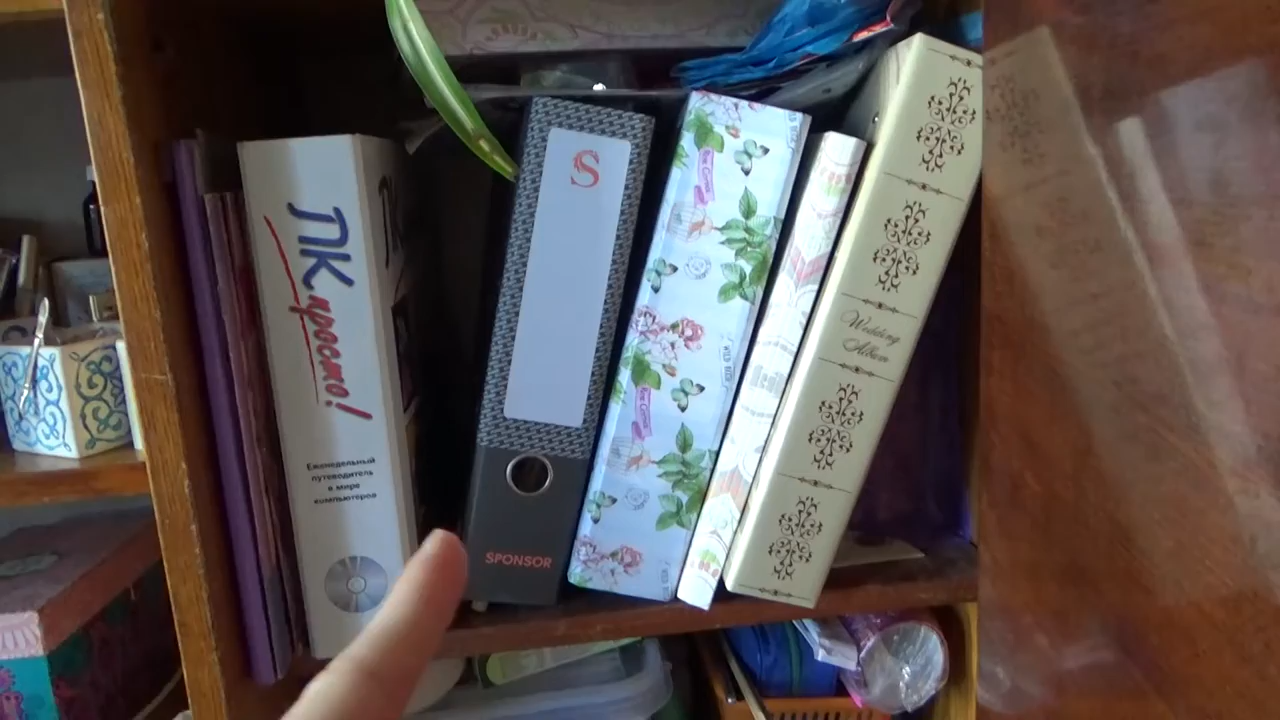 ПК
просто!
Еженедельный
путеводитель
в мире
компьютеров
S
SPONSOR
Wedding
Album